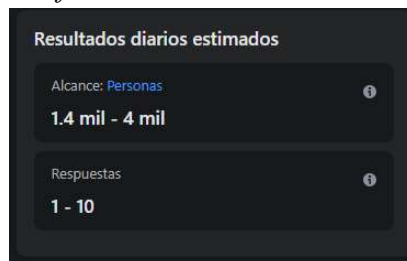 Resultados diarios estimados
Alcance: Personas
1.4 mil - 4 mil
Respuestas
1 - 10